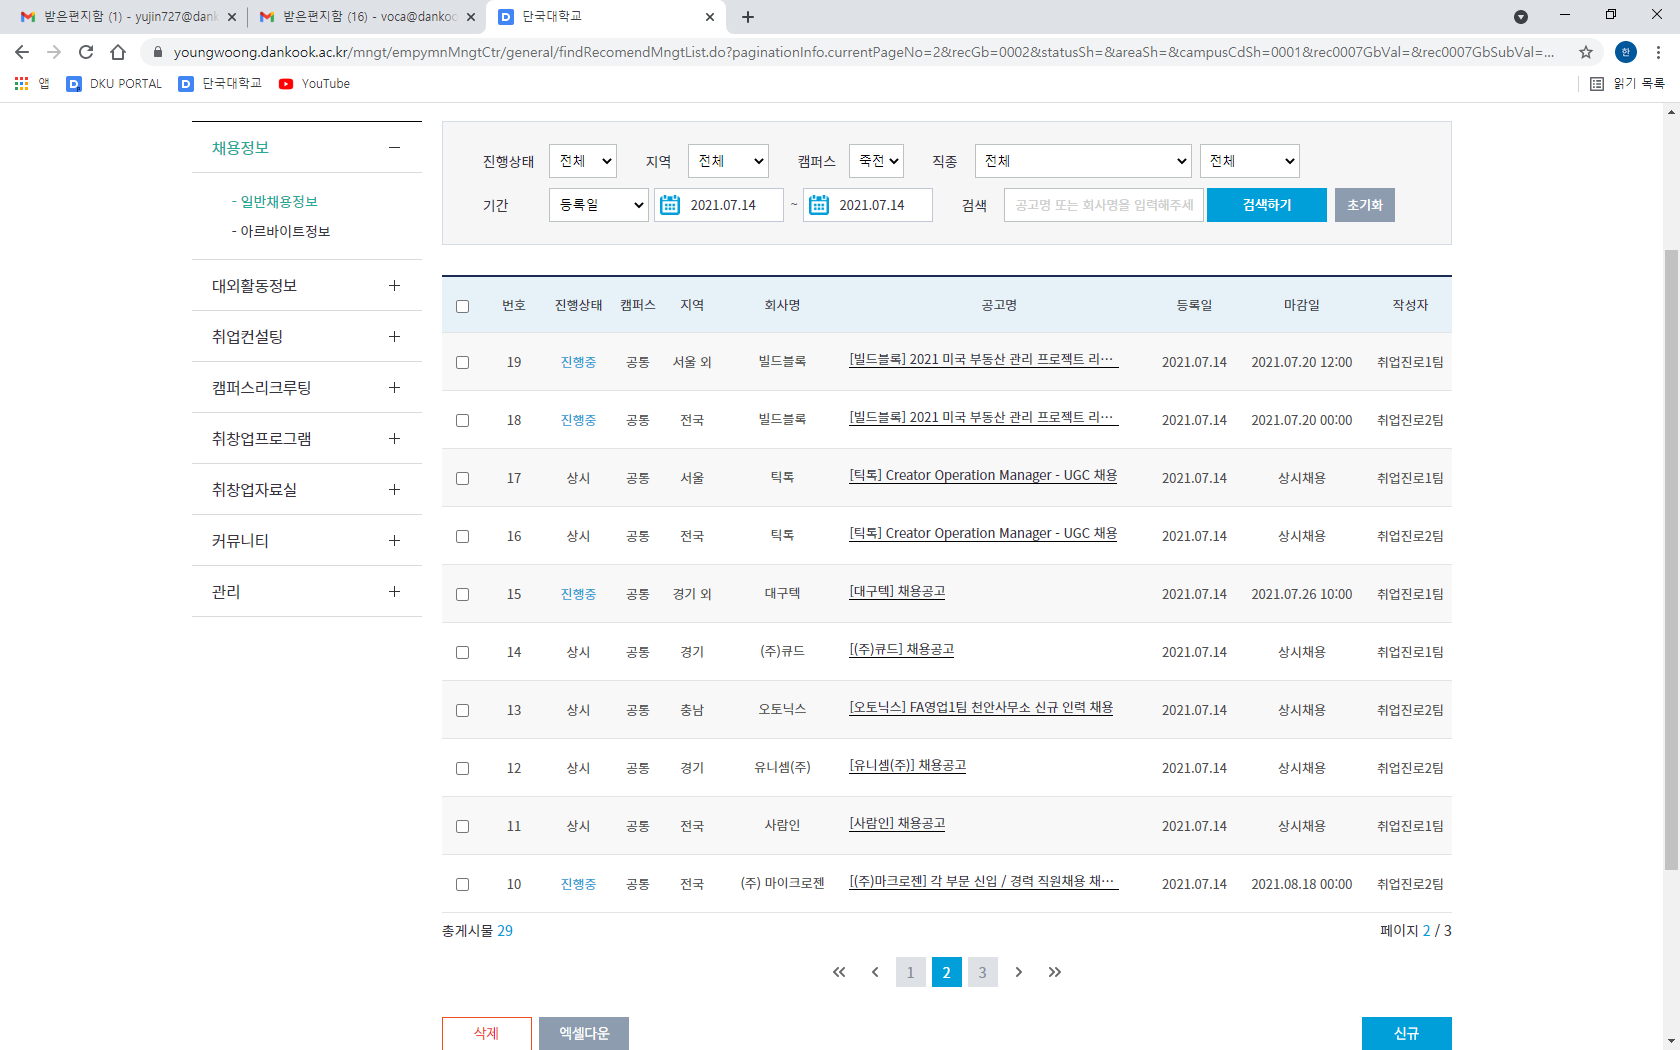 받은편지함 (1) - yujin727@dank
받은편지함 (16) - voca@dankoo
단국대학교
youngwoong.dankook.ac.kr/mngt/empymnMngtCtr/general/findRecomendMngtList.do?paginationInfo.currentPageNo=2&recGb=0002&statusSh=&areaSh=&campusCdSh=0001&rec0007GbVal=&rec0007GbSubVal=...
한
앱
DKU PORTAL
단국대학교
YouTube
읽기 목록
채용정보
- 일반채용정보
- 아르바이트정보
대외활동정보
취업컨설팅
캠퍼스리크루팅
취창업프로그램
취창업자료실
커뮤니티
관리
진행상태 전체 지역 전체 캠퍼스 죽전 직종 전체 전체
기간 등록일 2021.07.14 ~ 2021.07.14 검색 공고명 또는 회사명을 입력해주세 검색하기 초기화
번호 진행상태 캠퍼스 지역 회사명 공고명 등록일 마감일 작성자
19 진행중 공통 서울 외 빌드블록 [빌드블록] 2021 미국 부동산 관리 프로젝트 리… 2021.07.14 2021.07.20 12:00 취업진로1팀
18 진행중 공통 전국 빌드블록 [빌드블록] 2021 미국 부동산 관리 프로젝트 리… 2021.07.14 2021.07.20 00:00 취업진로2팀
17 상시 공통 서울 틱톡 [틱톡] Creator Operation Manager - UGC 채용 2021.07.14 상시채용 취업진로1팀
16 상시 공통 전국 틱톡 [틱톡] Creator Operation Manager - UGC 채용 2021.07.14 상시채용 취업진로2팀
15 진행중 공통 경기 외 대구텍 [대구텍] 채용공고 2021.07.14 2021.07.26 10:00 취업진로1팀
14 상시 공통 경기 (주)큐드 [(주)큐드] 채용공고 2021.07.14 상시채용 취업진로1팀
13 상시 공통 충남 오토닉스 [오토닉스] FA영업1팀 천안사무소 신규 인력 채용 2021.07.14 상시채용 취업진로2팀
12 상시 공통 경기 유니셈(주) [유니셈(주)] 채용공고 2021.07.14 상시채용 취업진로2팀
11 상시 공통 전국 사람인 [사람인] 채용공고 2021.07.14 상시채용 취업진로1팀
10 진행중 공통 전국 (주) 마이크로젠 [(주)마크로젠] 각 부문 신입 / 경력 직원채용 채… 2021.07.14 2021.08.18 00:00 취업진로2팀
총게시물 29 페이지 2 / 3
1 2 3
삭제 엑셀다운 신규